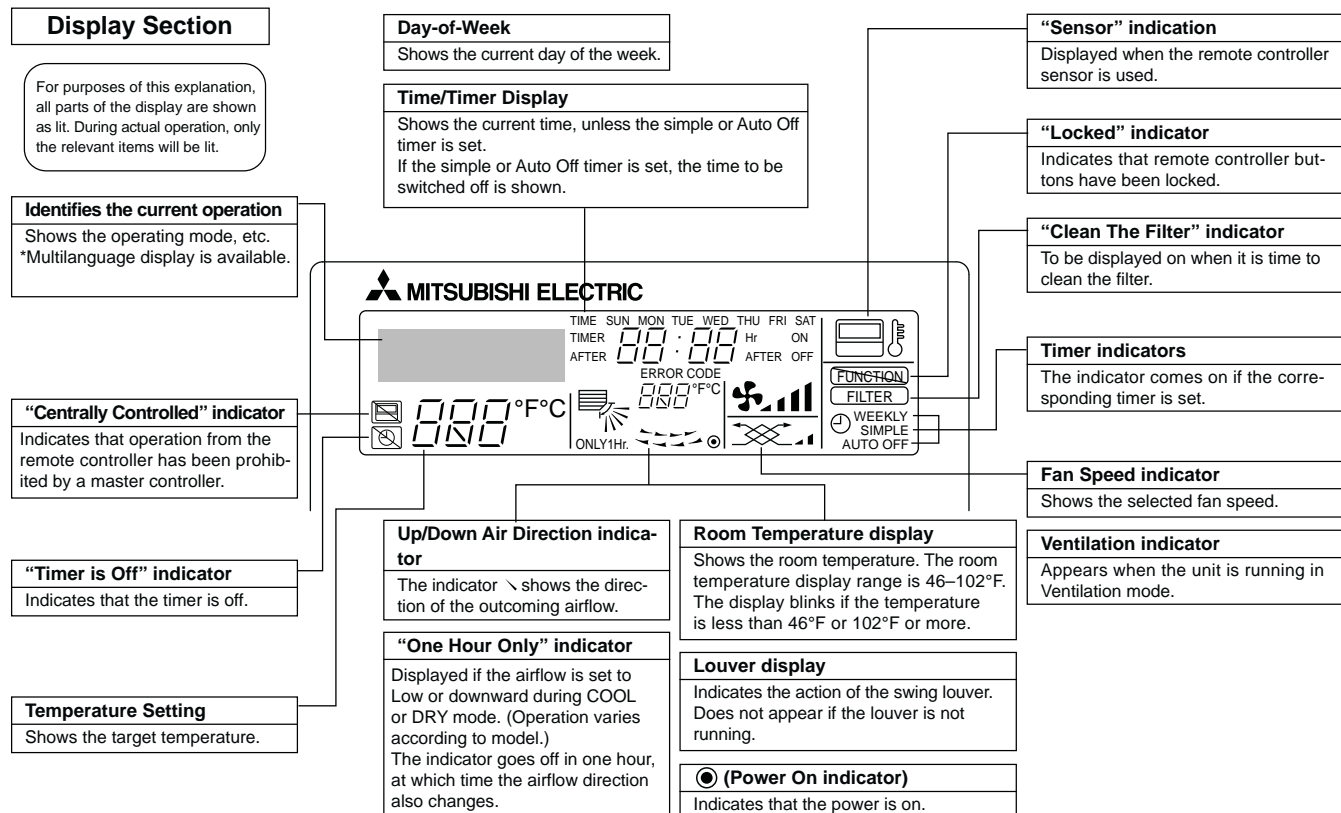 Display Section
For purposes of this explanation,
all parts of the display are shown
as lit. During actual operation, only
the relevant items will be lit.
Identifies the current operation
Shows the operating mode, etc.
*Multilanguage display is available.
"Centrally Controlled" indicator
Indicates that operation from the
remote controller has been prohib-
ited by a master controller.
"Timer is Off" indicator
Indicates that the timer is off.
Temperature Setting
Shows the target temperature.
Day-of-Week
Shows the current day of the week.
Time/Timer Display
Shows the current time, unless the simple or Auto Off
timer is set.
If the simple or Auto Off timer is set, the time to be
switched off is shown.
MITSUBISHI ELECTRIC
TIME SUN MON TUE WED THU FRI SAT
TIMER 88:88 Hr ON
AFTER AFTER OFF
ERROR CODE
888 °F°C
888 °F°C
ONLY1Hr.
FUNCTION
FILTER
WEEKLY
SIMPLE
AUTO OFF
Up/Down Air Direction indica-
tor
The indicator ↘ shows the direc-
tion of the outcoming airflow.
"One Hour Only" indicator
Displayed if the airflow is set to
Low or downward during COOL
or DRY mode. (Operation varies
according to model.)
The indicator goes off in one hour,
at which time the airflow direction
also changes.
Room Temperature display
Shows the room temperature. The room
temperature display range is 46–102°F.
The display blinks if the temperature
is less than 46°F or 102°F or more.
Louver display
Indicates the action of the swing louver.
Does not appear if the louver is not
running.
◉ (Power On indicator)
Indicates that the power is on.
"Sensor" indication
Displayed when the remote controller
sensor is used.
"Locked" indicator
Indicates that remote controller but-
tons have been locked.
"Clean The Filter" indicator
To be displayed on when it is time to
clean the filter.
Timer indicators
The indicator comes on if the corre-
sponding timer is set.
Fan Speed indicator
Shows the selected fan speed.
Ventilation indicator
Appears when the unit is running in
Ventilation mode.